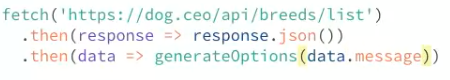 fetch('https://dog.ceo/api/breeds/list')
  .then(response => response.json())
  .then(data => generateOptions(data.message))